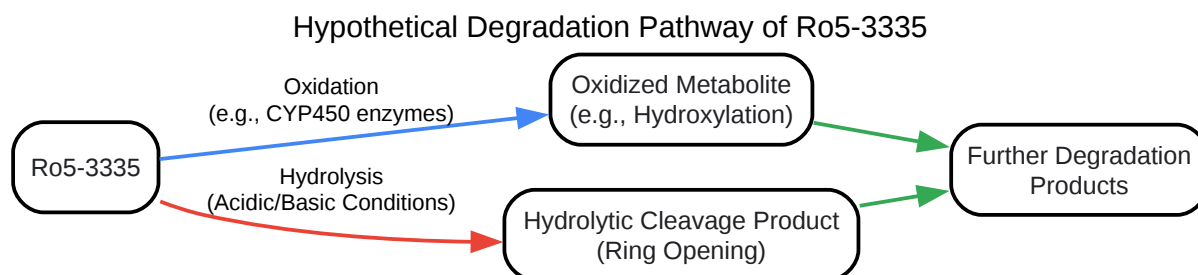 Hypothetical Degradation Pathway of Ro5-3335
Ro5-3335
Oxidation
(e.g., CYP450 enzymes)
Hydrolysis
(Acidic/Basic Conditions)
Oxidized Metabolite
(e.g., Hydroxylation)
Hydrolytic Cleavage Product
(Ring Opening)
Further Degradation
Products